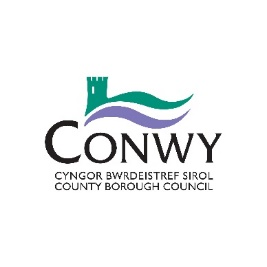 CONWY
CYNGOR BWRDEISTREF SIROL
COUNTY BOROUGH COUNCIL